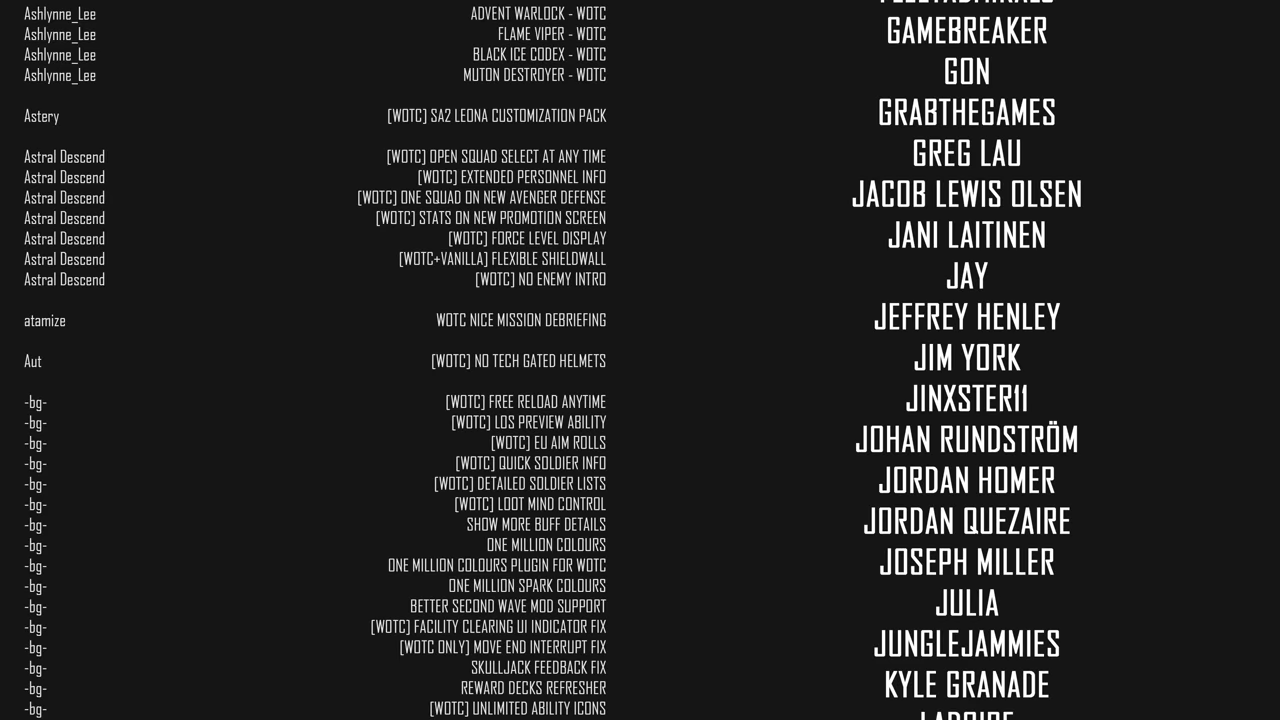 Ashlynne_Lee ADVENT WARLOCK - WOTC
Ashlynne_Lee FLAME VIPER - WOTC
Ashlynne_Lee BLACK ICE CODEX - WOTC
Ashlynne_Lee MUTON DESTROYER - WOTC
Astery [WOTC] SA2 LEONA CUSTOMIZATION PACK
Astral Descend [WOTC] OPEN SQUAD SELECT AT ANY TIME
Astral Descend [WOTC] EXTENDED PERSONNEL INFO
Astral Descend [WOTC] ONE SQUAD ON NEW AVENGER DEFENSE
Astral Descend [WOTC] STATS ON NEW PROMOTION SCREEN
Astral Descend [WOTC] FORCE LEVEL DISPLAY
Astral Descend [WOTC+VANILLA] FLEXIBLE SHIELDWALL
Astral Descend [WOTC] NO ENEMY INTRO
atamize WOTC NICE MISSION DEBRIEFING
Aut [WOTC] NO TECH GATED HELMETS
-bg- [WOTC] FREE RELOAD ANYTIME
-bg- [WOTC] LOS PREVIEW ABILITY
-bg- [WOTC] EU AIM ROLLS
-bg- [WOTC] QUICK SOLDIER INFO
-bg- [WOTC] DETAILED SOLDIER LISTS
-bg- [WOTC] LOOT MIND CONTROL
-bg- SHOW MORE BUFF DETAILS
-bg- ONE MILLION COLOURS
-bg- ONE MILLION COLOURS PLUGIN FOR WOTC
-bg- ONE MILLION SPARK COLOURS
-bg- BETTER SECOND WAVE MOD SUPPORT
-bg- [WOTC] FACILITY CLEARING UI INDICATOR FIX
-bg- [WOTC ONLY] MOVE END INTERRUPT FIX
-bg- SKULLJACK FEEDBACK FIX
-bg- REWARD DECKS REFRESHER
-bg- [WOTC] UNLIMITED ABILITY ICONS
GAMEBREAKER
GON
GRABTHEGAMES
GREG LAU
JACOB LEWIS OLSEN
JANI LAITINEN
JAY
JEFFREY HENLEY
JIM YORK
JINXSTER11
JOHAN RUNDSTRÖM
JORDAN HOMER
JORDAN QUEZAIRE
JOSEPH MILLER
JULIA
JUNGLEJAMMIES
KYLE GRANADE